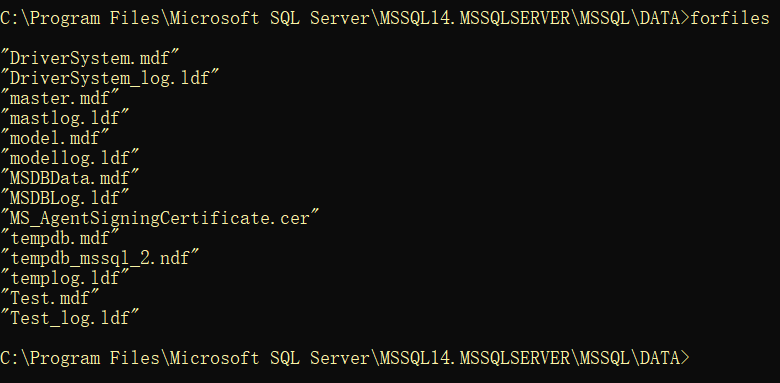 C:\Program Files\Microsoft SQL Server\MSSQL14.MSSQLSERVER\MSSQL\DATA>forfiles
"DriverSystem.mdf"
"DriverSystem_log.ldf"
"master.mdf"
"mastlog.ldf"
"model.mdf"
"modellog.ldf"
"MSDBData.mdf"
"MSDBLog.ldf"
"MS_AgentSigningCertificate.cer"
"tempdb.mdf"
"tempdb_mssql_2.ndf"
"templog.ldf"
"Test.mdf"
"Test_log.ldf"
C:\Program Files\Microsoft SQL Server\MSSQL14.MSSQLSERVER\MSSQL\DATA>